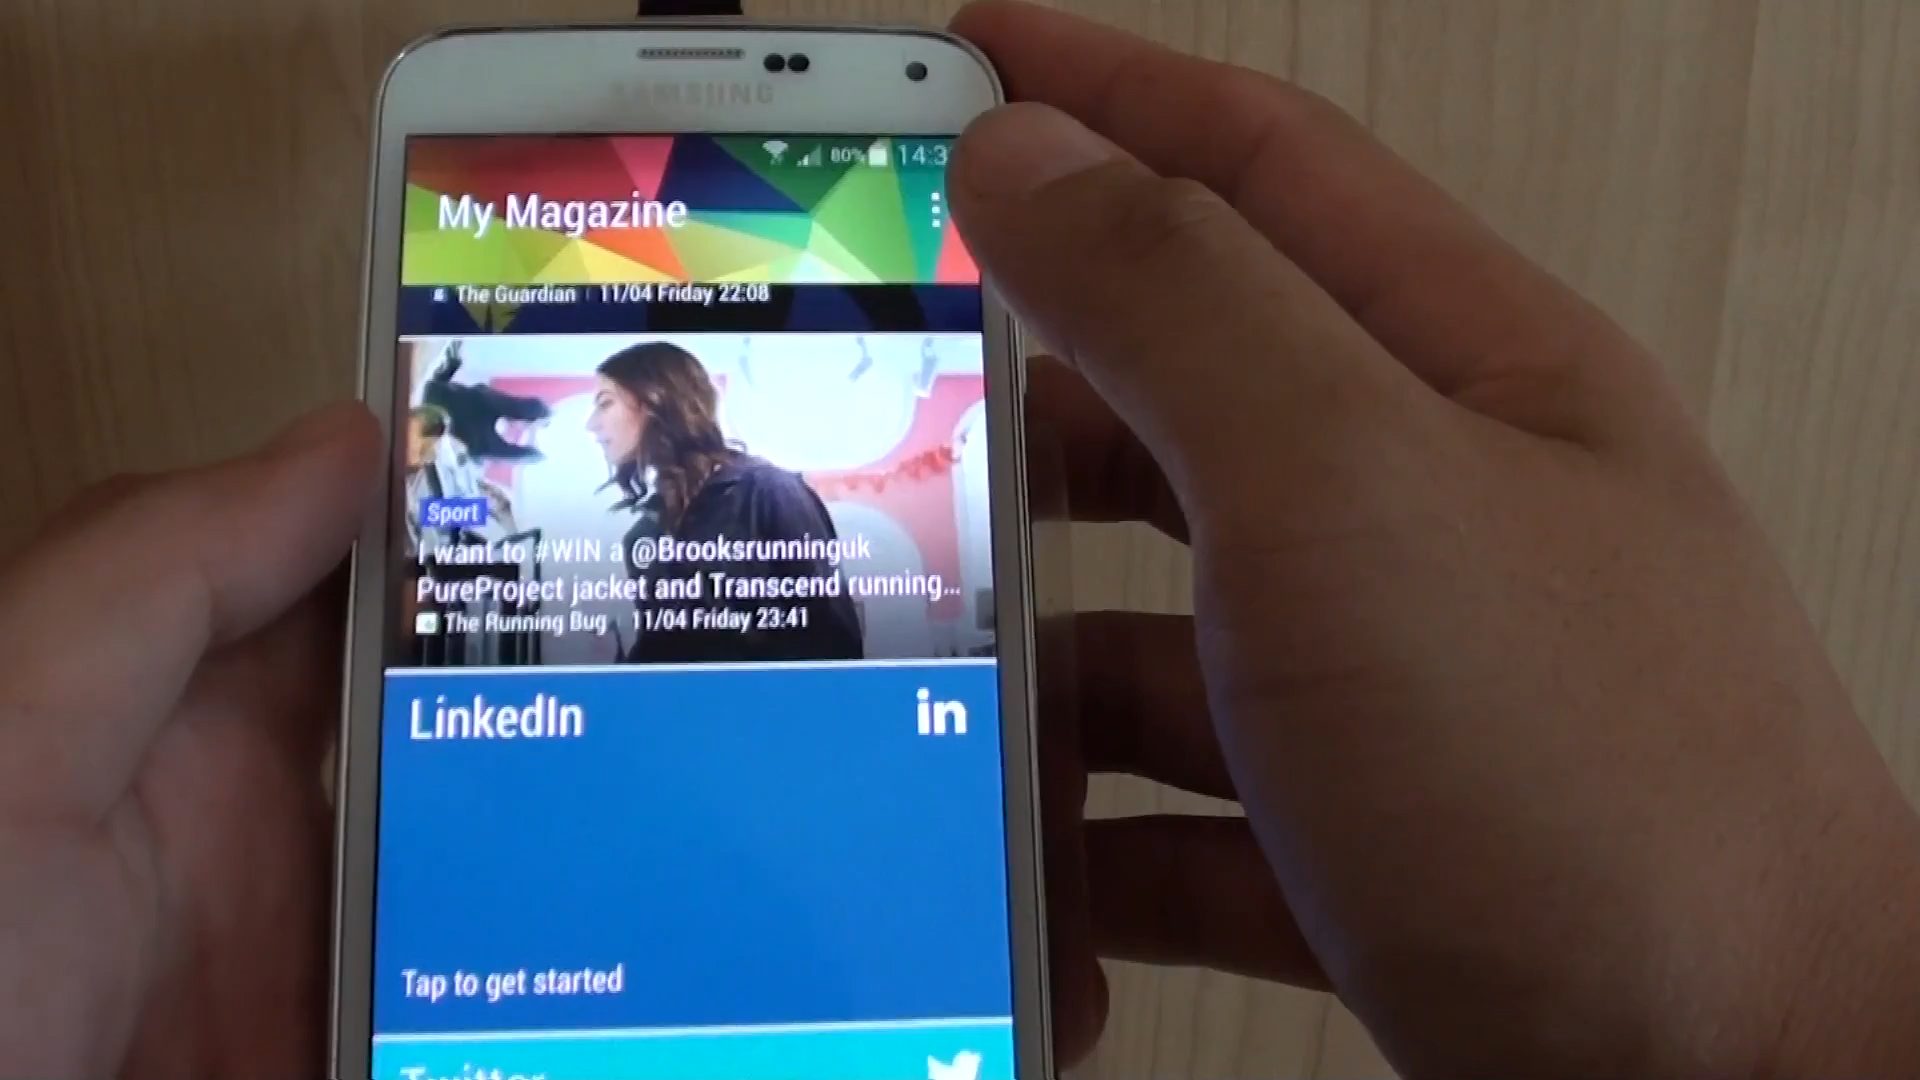 SAMSUNG
80% 14:3
My Magazine
The Guardian 11/04 Friday 22:08
Sport
I want to #WIN a @Brooksrunninguk
PureProject jacket and Transcend running...
The Running Bug 11/04 Friday 23:41
LinkedIn in
Tap to get started
Twitter